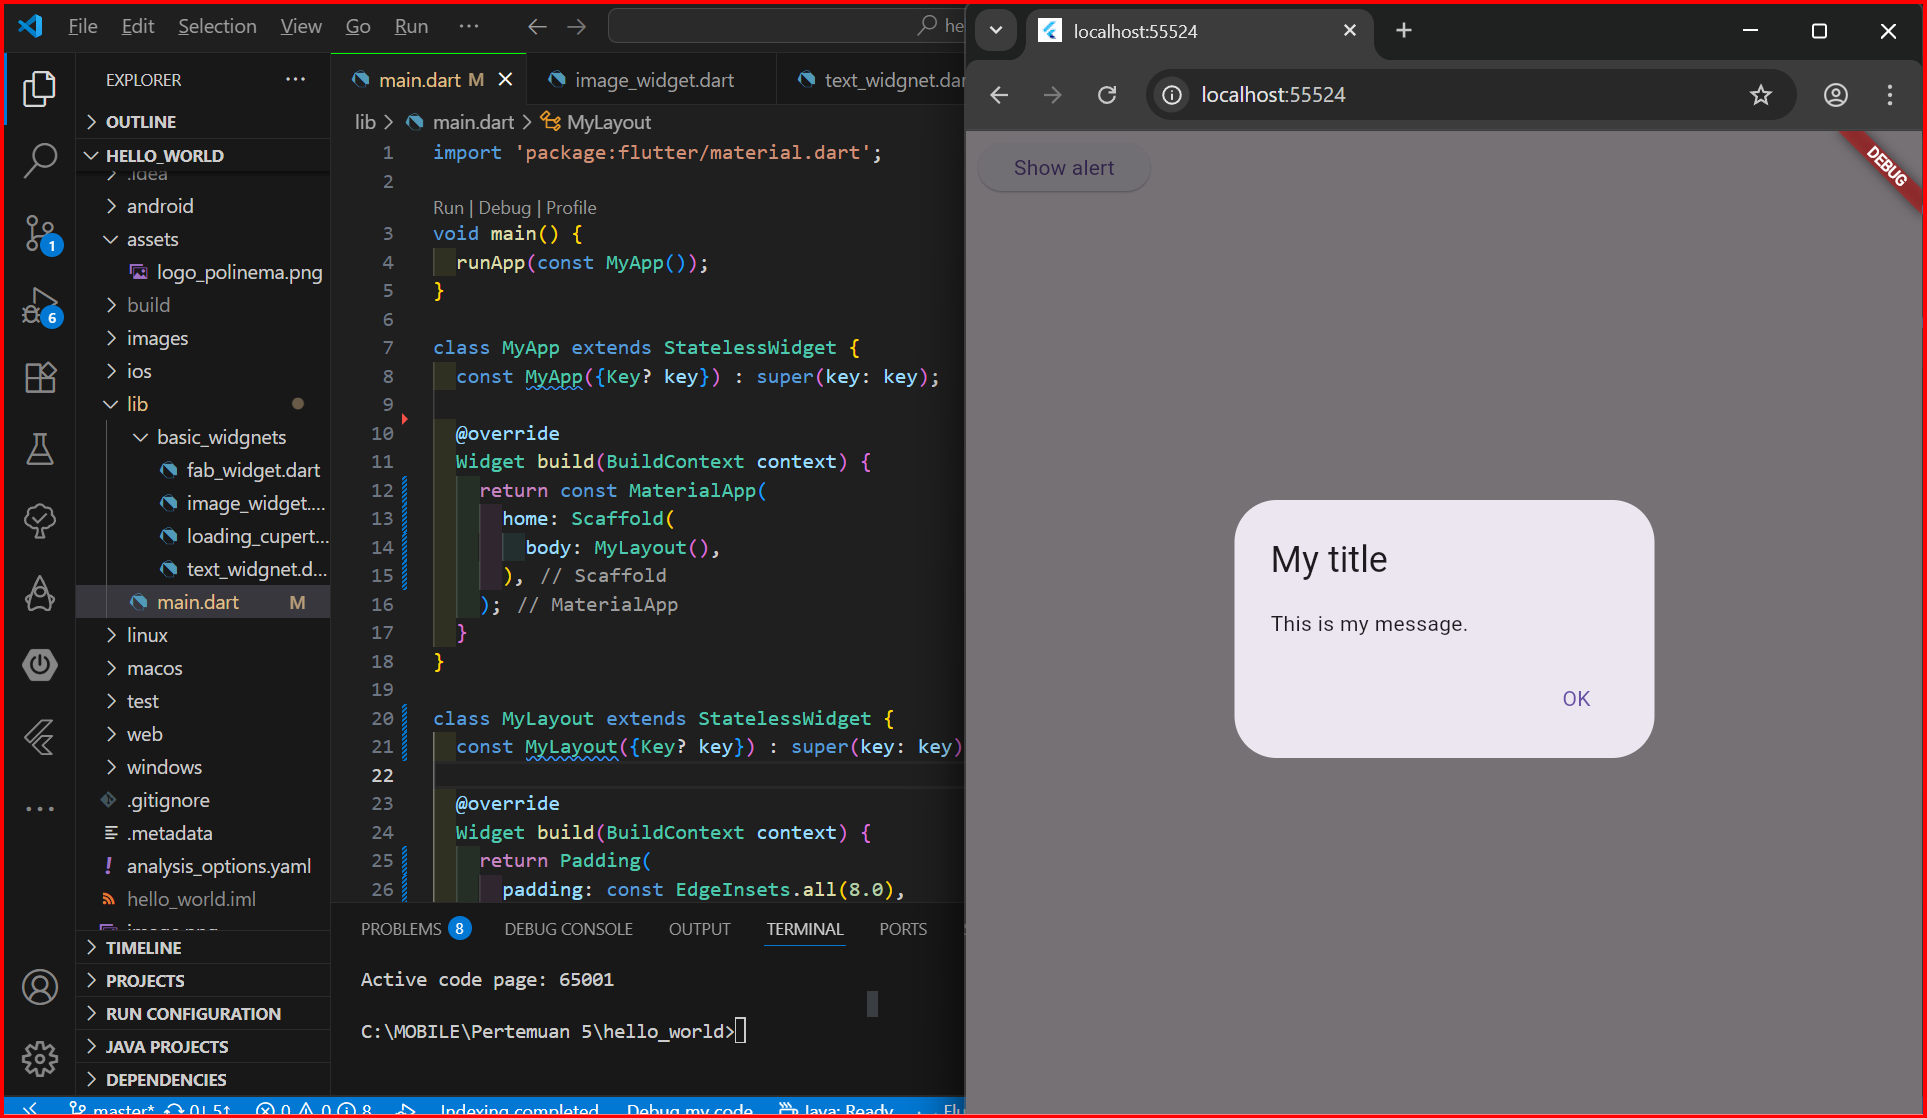 File Edit Selection View Go Run ···
he
EXPLORER ···
OUTLINE
HELLO_WORLD
.idea
android
assets
logo_polinema.png
build
images
ios
lib
basic_widgnets
fab_widget.dart
image_widget....
loading_cupert...
text_widgnet.d...
main.dart M
linux
macos
test
web
windows
.gitignore
.metadata
! analysis_options.yaml
hello_world.iml
image.png
TIMELINE
PROJECTS
RUN CONFIGURATION
JAVA PROJECTS
DEPENDENCIES
1
6
main.dart M
image_widget.dart
text_widgnet.dar
lib > main.dart > MyLayout
1 import 'package:flutter/material.dart';
2
Run | Debug | Profile
3 void main() {
4 runApp(const MyApp());
5 }
6
7 class MyApp extends StatelessWidget {
8 const MyApp({Key? key}) : super(key: key);
9
10 @override
11 Widget build(BuildContext context) {
12 return const MaterialApp(
13 home: Scaffold(
14 body: MyLayout(),
15 ), // Scaffold
16 ); // MaterialApp
17 }
18 }
19
20 class MyLayout extends StatelessWidget {
21 const MyLayout({Key? key}) : super(key: key)
22
23 @override
24 Widget build(BuildContext context) {
25 return Padding(
26 padding: const EdgeInsets.all(8.0),
PROBLEMS 8 DEBUG CONSOLE OUTPUT TERMINAL PORTS
Active code page: 65001
C:\MOBILE\Pertemuan 5\hello_world>
master* 0↓ 5↑ 0 0 8 Indexing completed Debug my code Java: Ready Flu
localhost:55524
localhost:55524
Show alert
DEBUG
My title
This is my message.
OK